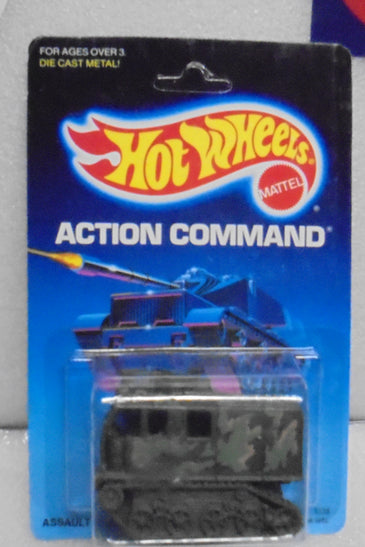 FOR AGES OVER 3
DIE CAST METAL!
HOT WHEELS®
MATTEL
ACTION COMMAND®
ASSAULT